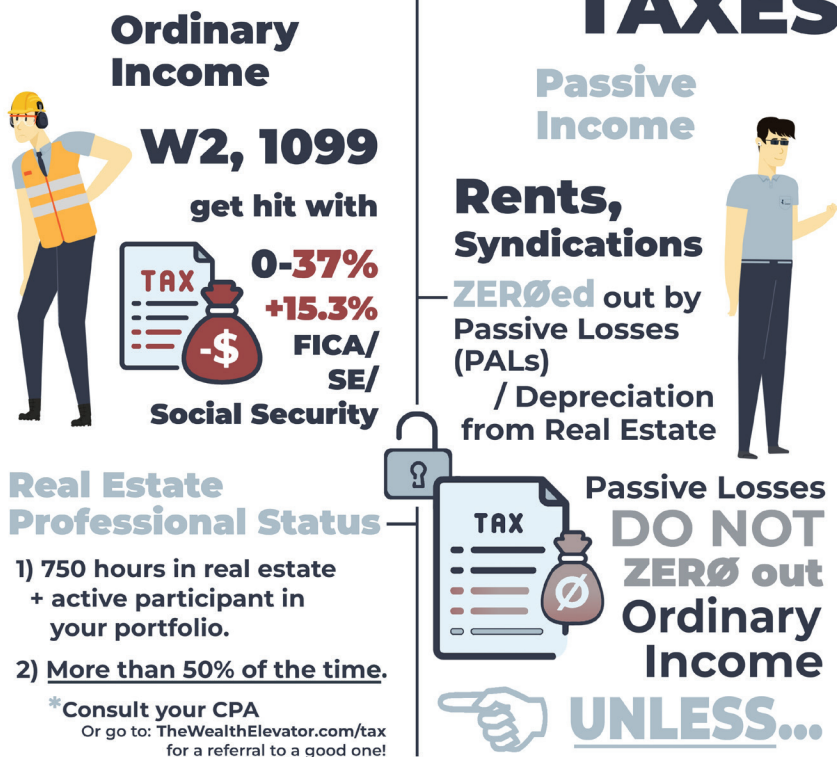 TAXES
Ordinary
Income
W2, 1099
get hit with
TAX
-$
0-37%
+15.3%
FICA/
SE/
Social Security
Passive
Income
Rents,
Syndications
ZERØed out by
Passive Losses
(PALs)
/ Depreciation
from Real Estate
TAX
Ø
Passive Losses
DO NOT
ZERØ out
Ordinary
Income
UNLESS...
Real Estate
Professional Status
1) 750 hours in real estate
+ active participant in
your portfolio.
2) More than 50% of the time.
*Consult your CPA
Or go to: TheWealthElevator.com/tax
for a referral to a good one!